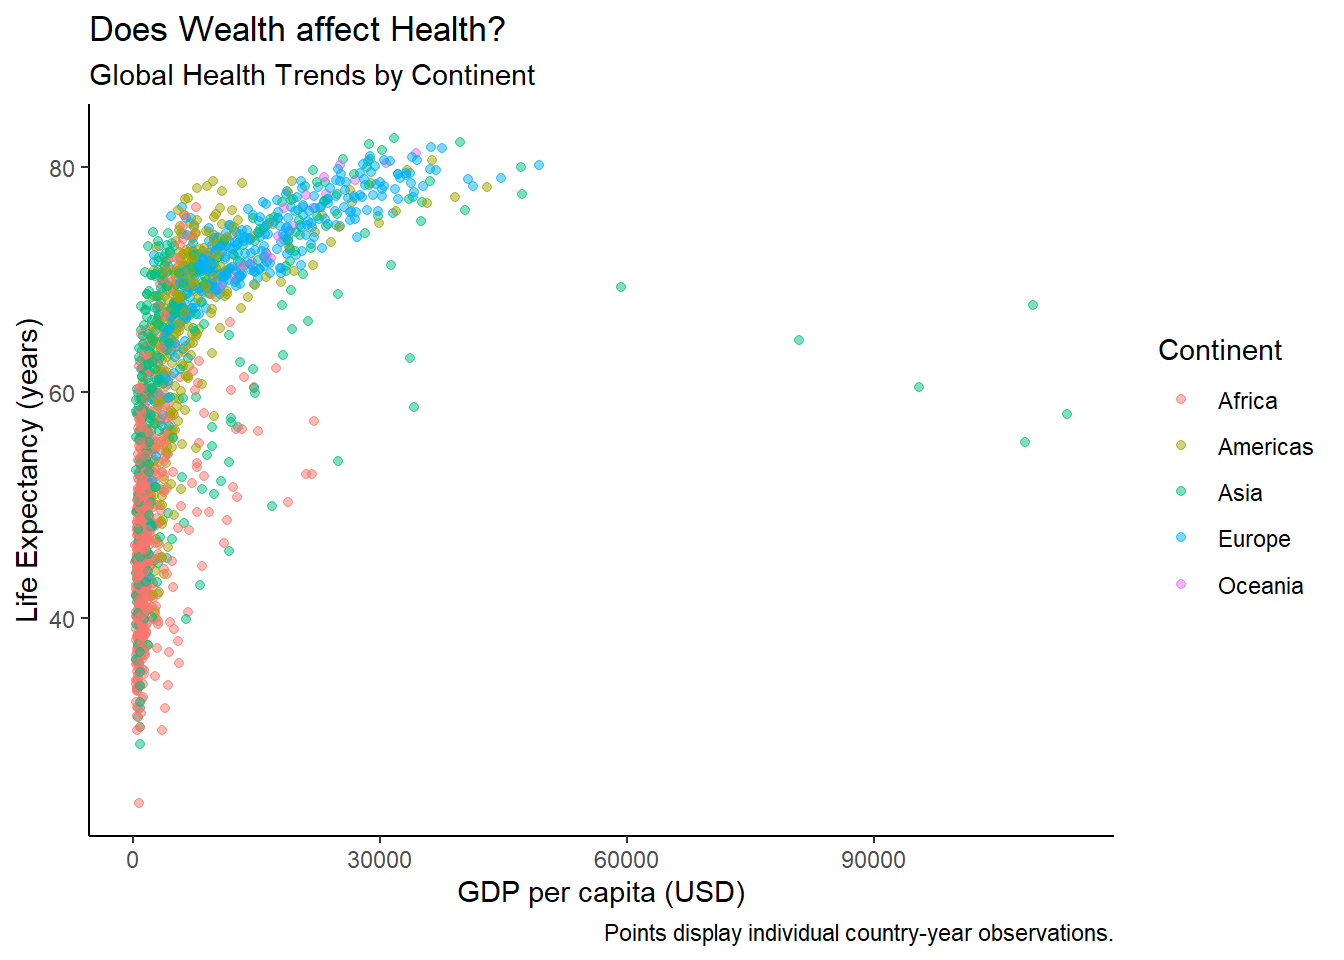 Does Wealth affect Health?
Global Health Trends by Continent
80
60
40
Life Expectancy (years)
0 30000 60000 90000
GDP per capita (USD)
Points display individual country-year observations.
Continent
Africa
Americas
Asia
Europe
Oceania